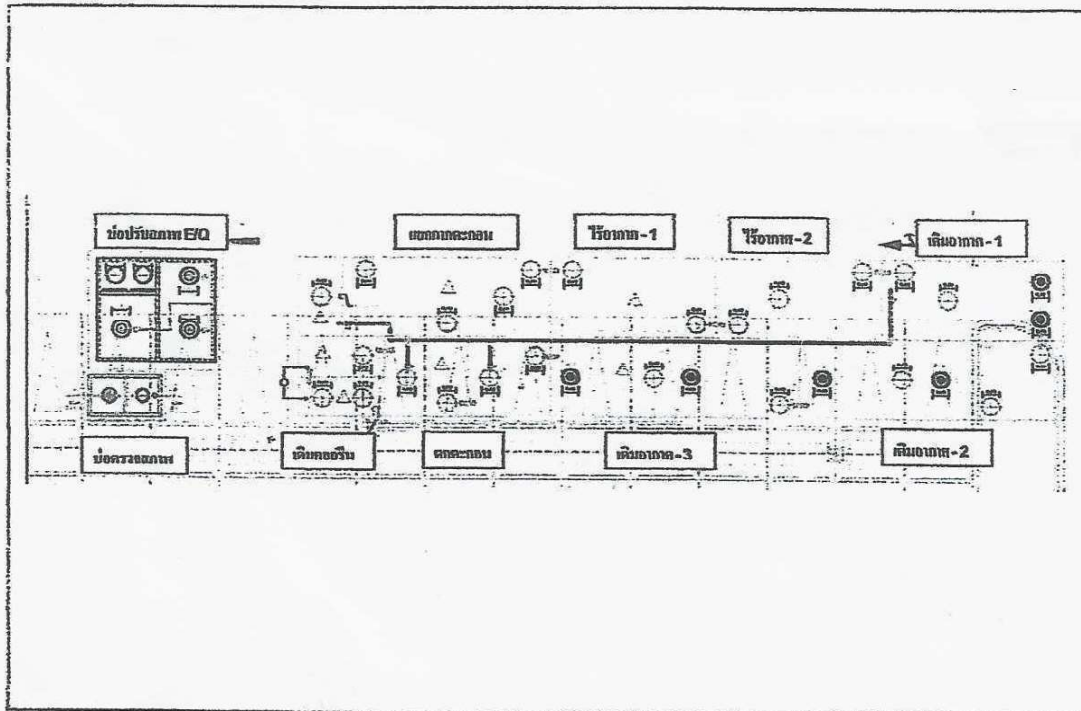 บ่อปรับสภาพ E/Q
แยกกากตะกอน
ไร้อากาศ-1
ไร้อากาศ-2
เติมอากาศ-1
บ่อตรวจสภาพ
เติมคลอรีน
ตกตะกอน
เติมอากาศ-3
เติมอากาศ-2